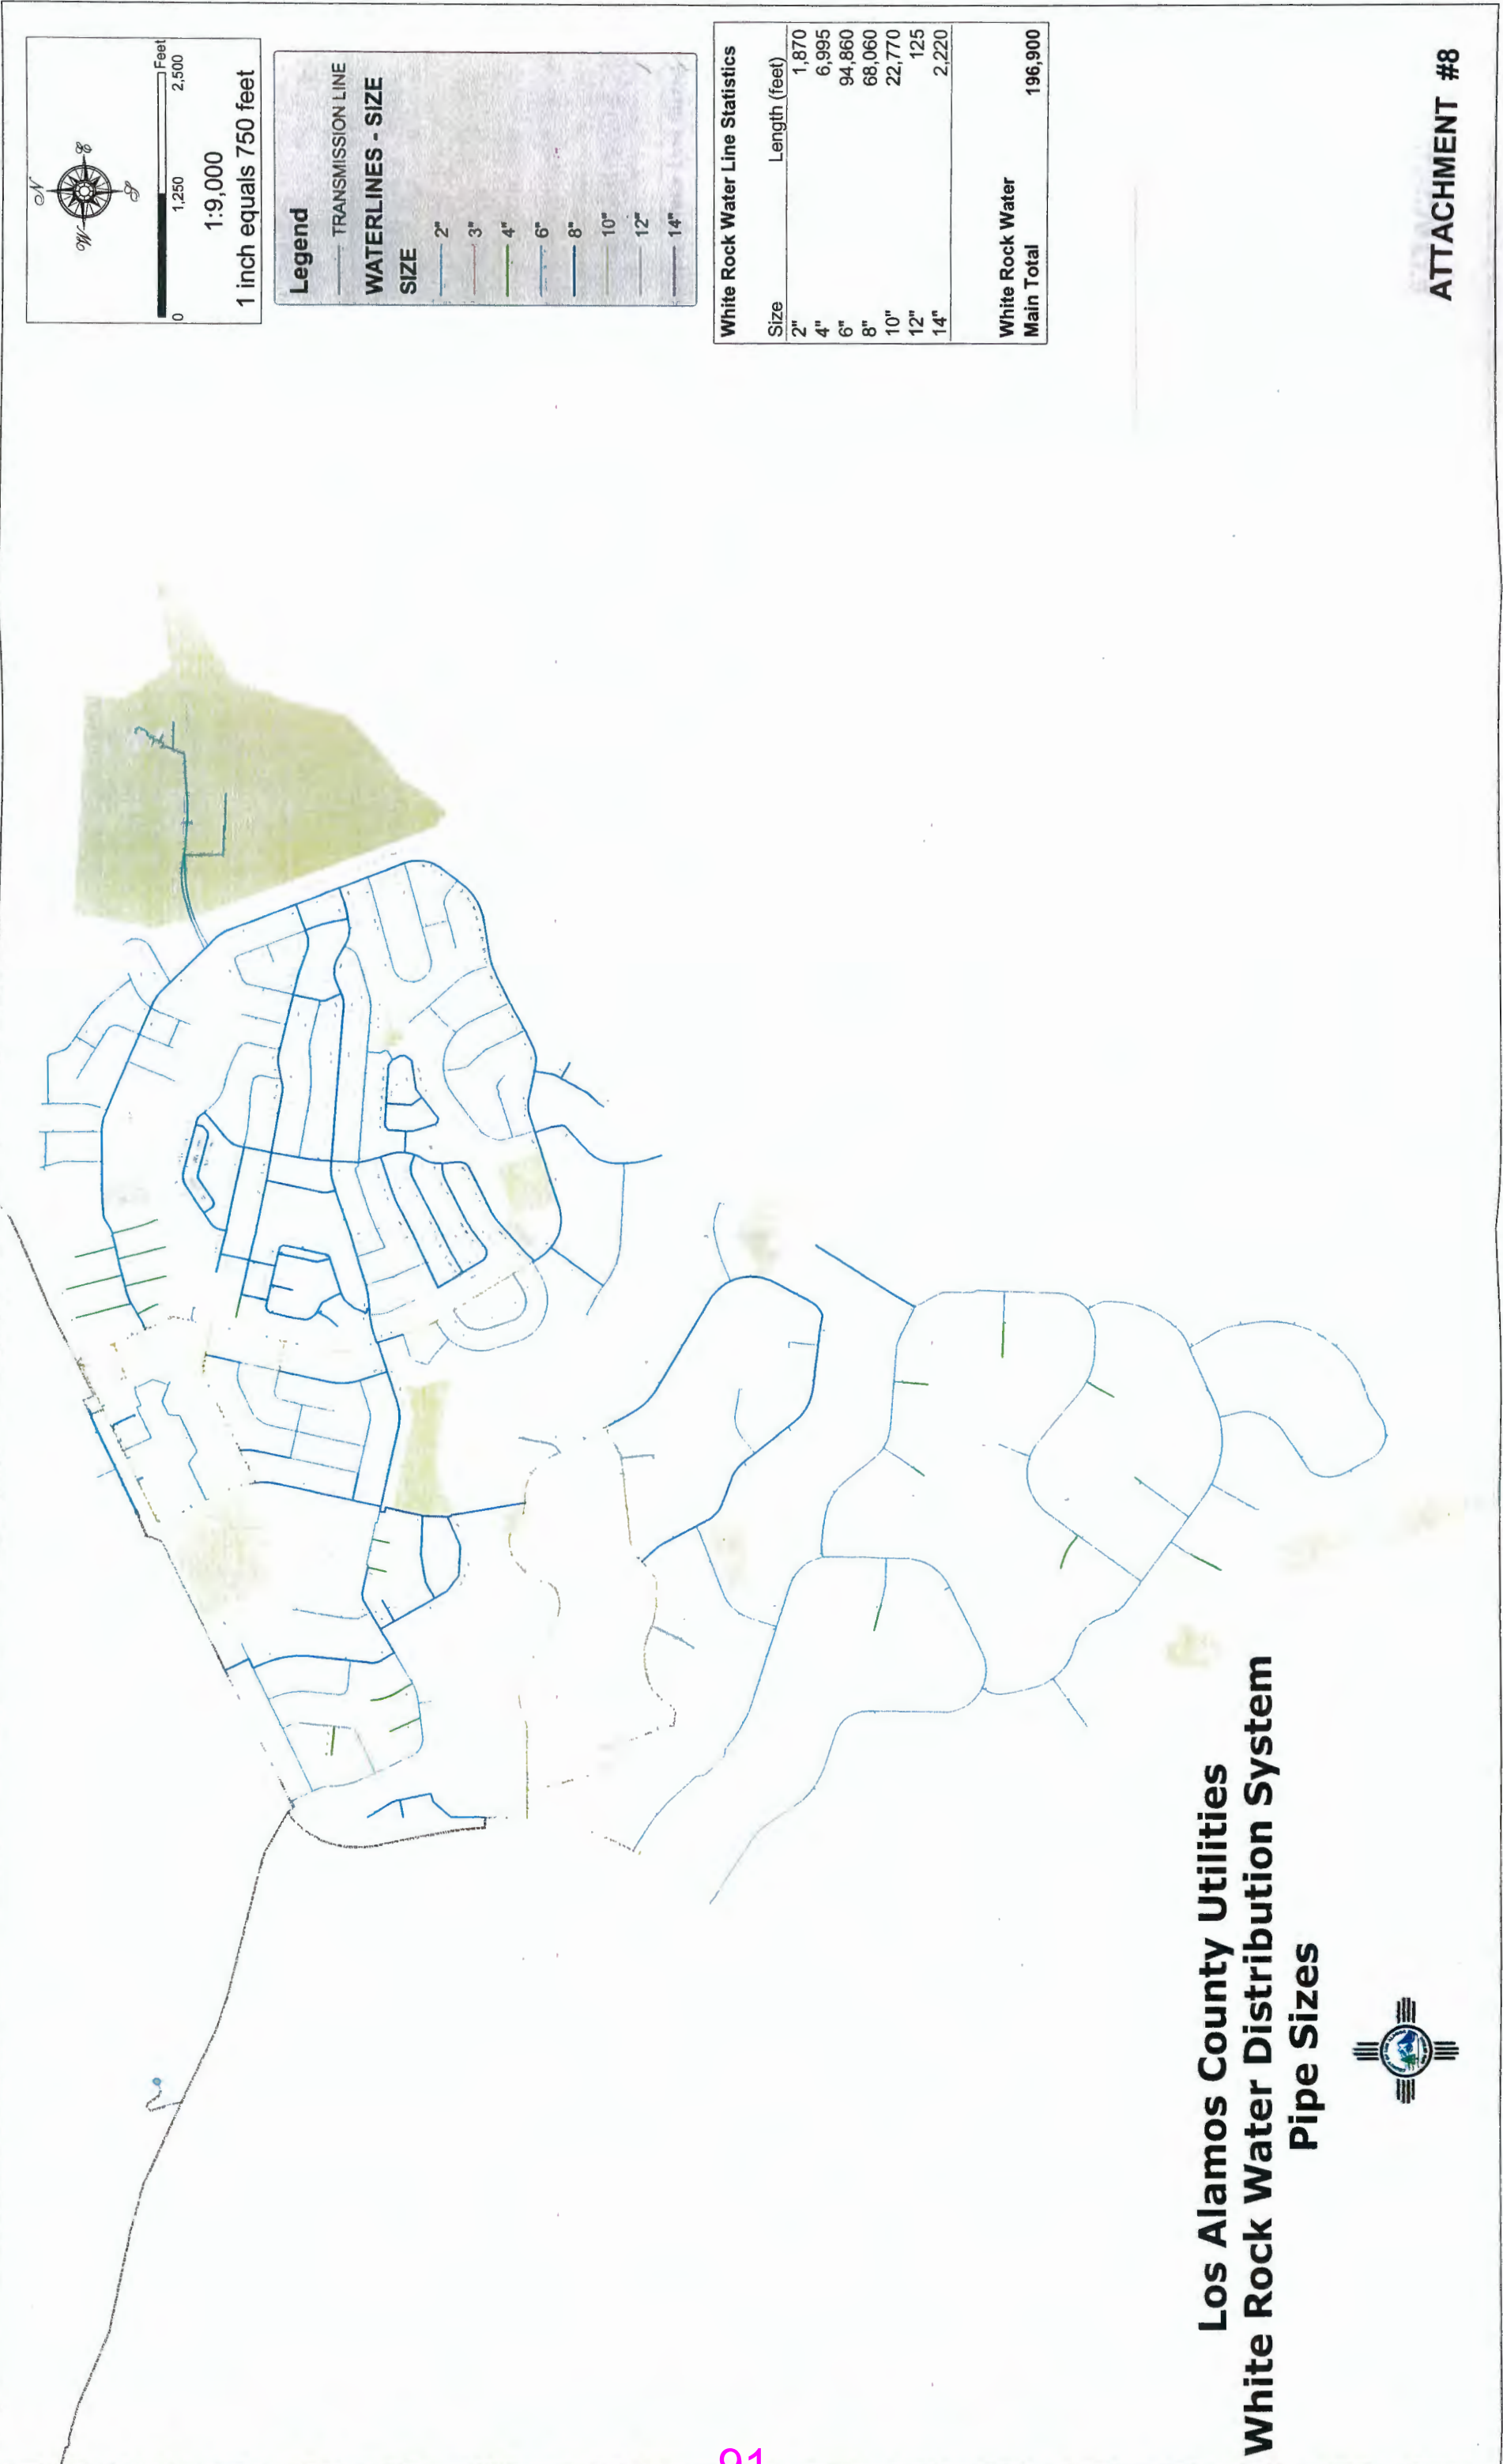 N
W
E
S
0
1,250
2,500
Feet
1:9,000
1 inch equals 750 feet
Legend
TRANSMISSION LINE
WATERLINES - SIZE
SIZE
2"
3"
4"
6"
8"
10"
12"
14"
White Rock Water Line Statistics
Size Length (feet)
2" 1,870
4" 6,995
6" 94,860
8" 68,060
10" 22,770
12" 125
14" 2,220
White Rock Water
Main Total 196,900
ATTACHMENT #8
Los Alamos County Utilities
White Rock Water Distribution System
Pipe Sizes
91